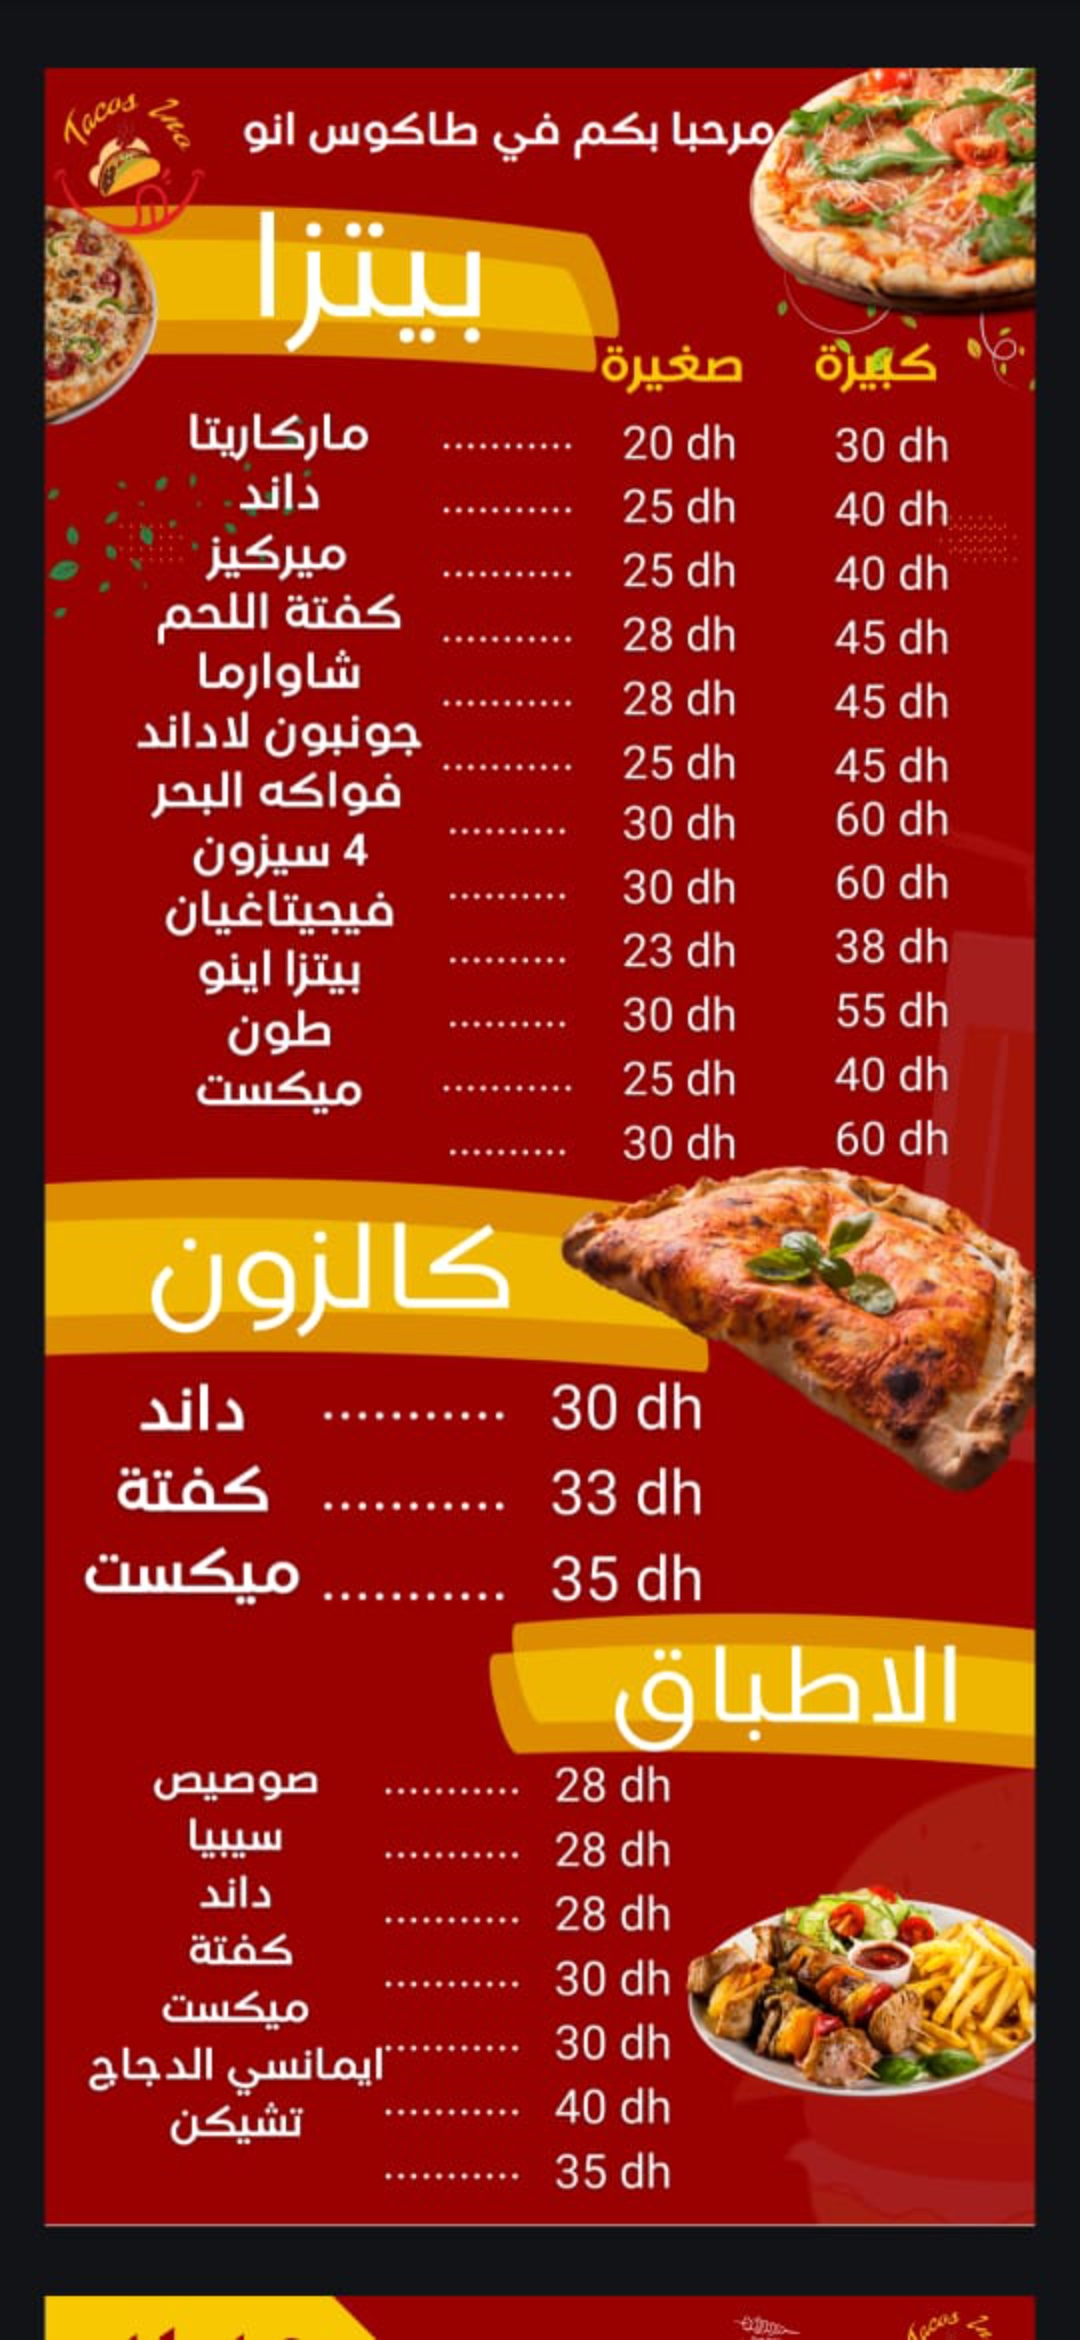 Tacos Ino
مرحبا بكم في طاكوس انو
بيتزا
صغيرة كبيرة
ماركاريتا ........... 20 dh 30 dh
داند ........... 25 dh 40 dh
ميركيز ........... 25 dh 40 dh
كفتة اللحم ........... 28 dh 45 dh
شاوارما ........... 28 dh 45 dh
جونبون لاداند ........... 25 dh 45 dh
فواكه البحر .......... 30 dh 60 dh
4 سيزون .......... 30 dh 60 dh
فيجيتاغيان .......... 23 dh 38 dh
بيتزا اينو .......... 30 dh 55 dh
طون ........... 25 dh 40 dh
ميكست .......... 30 dh 60 dh
كالزون
داند ........... 30 dh
كفتة ........... 33 dh
ميكست ........... 35 dh
الاطباق
صوصيص ........... 28 dh
سيبيا ........... 28 dh
داند ........... 28 dh
كفتة ........... 30 dh
ميكست ........... 30 dh
ايمانسي الدجاج ........... 40 dh
تشيكن ........... 35 dh
Tacos